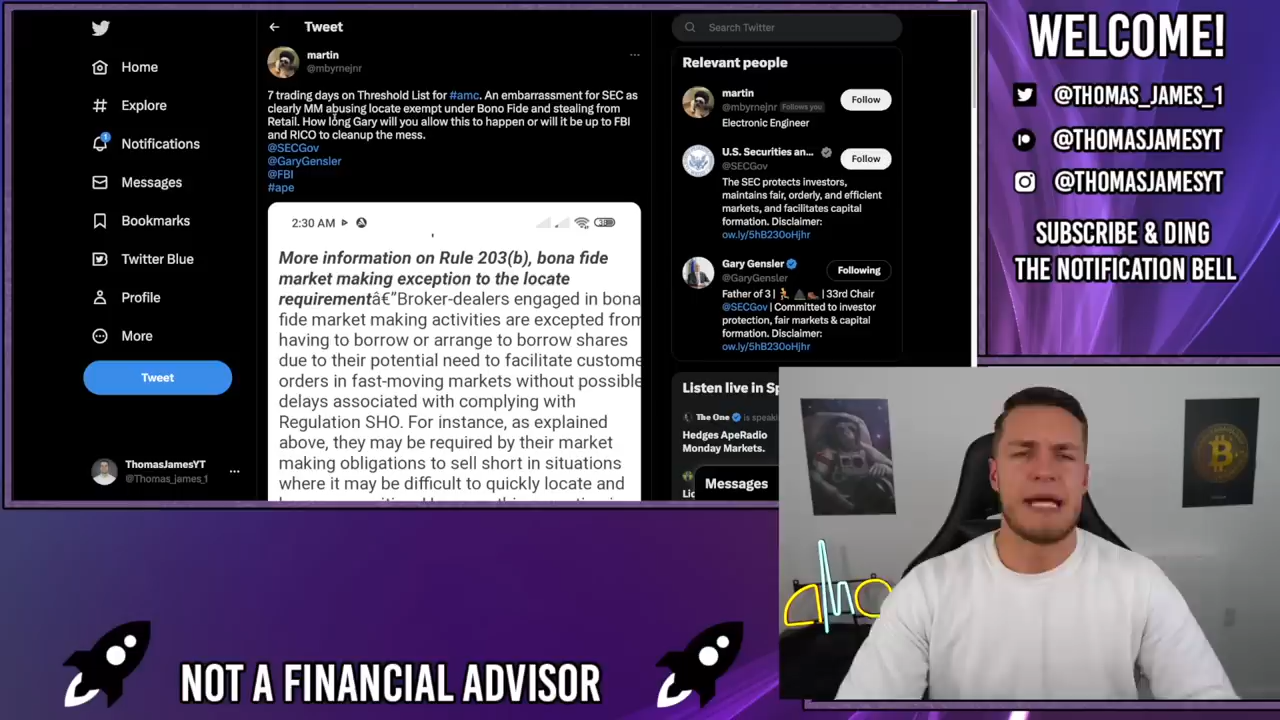 Home
Explore
1
Notifications
Messages
Bookmarks
Twitter Blue
Profile
More
Tweet
ThomasJamesYT
@Thomas_james_1
Tweet
martin
@mbyrnejnr
7 trading days on Threshold List for #amc. An embarrassment for SEC as
clearly MM abusing locate exempt under Bono Fide and stealing from
Retail. How long Gary will you allow this to happen or will it be up to FBI
and RICO to cleanup the mess.
@SECGov
@GaryGensler
@FBI
#ape
2:30 AM
More information on Rule 203(b), bona fide
market making exception to the locate
requirementâ€”Broker-dealers engaged in bona
fide market making activities are excepted from
having to borrow or arrange to borrow shares
due to their potential need to facilitate custome
orders in fast-moving markets without possible
delays associated with complying with
Regulation SHO. For instance, as explained
above, they may be required by their market
making obligations to sell short in situations
where it may be difficult to quickly locate and
Search Twitter
Relevant people
martin
@mbyrnejnr Follows you
Follow
Electronic Engineer
U.S. Securities an...
@SECGov
Follow
The SEC protects investors,
maintains fair, orderly, and efficient
markets, and facilitates capital
formation. Disclaimer:
ow.ly/5hB230oHjhr
Gary Gensler
@GaryGensler
Following
Father of 3 | | 33rd Chair
@SECGov | Committed to investor
protection, fair markets & capital
formation. Disclaimer:
ow.ly/5hB230oHjhr
Listen live in Sp
The One is speaki
Hedges ApeRadio
Monday Markets.
Messages
WELCOME!
@THOMAS_JAMES_1
@THOMASJAMESYT
@THOMASJAMESYT
SUBSCRIBE & DING
THE NOTIFICATION BELL
NOT A FINANCIAL ADVISOR